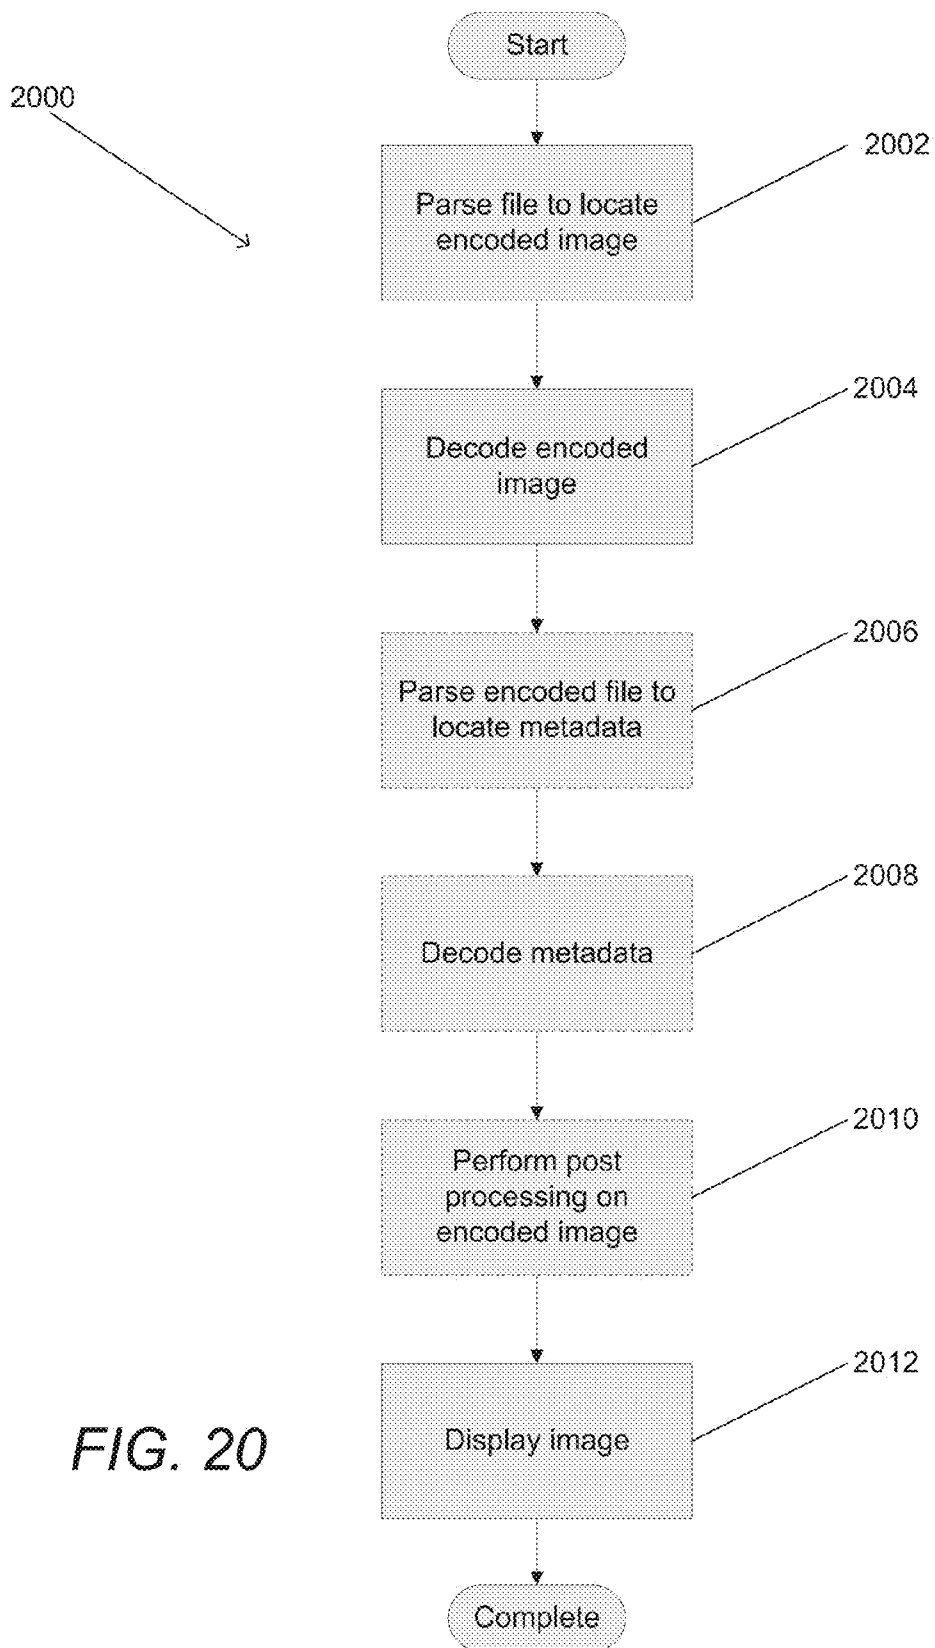 Start
2000
2002
Parse file to locate
encoded image
2004
Decode encoded
image
2006
Parse encoded file to
locate metadata
2008
Decode metadata
2010
Perform post
processing on
encoded image
2012
Display image
FIG. 20
Complete